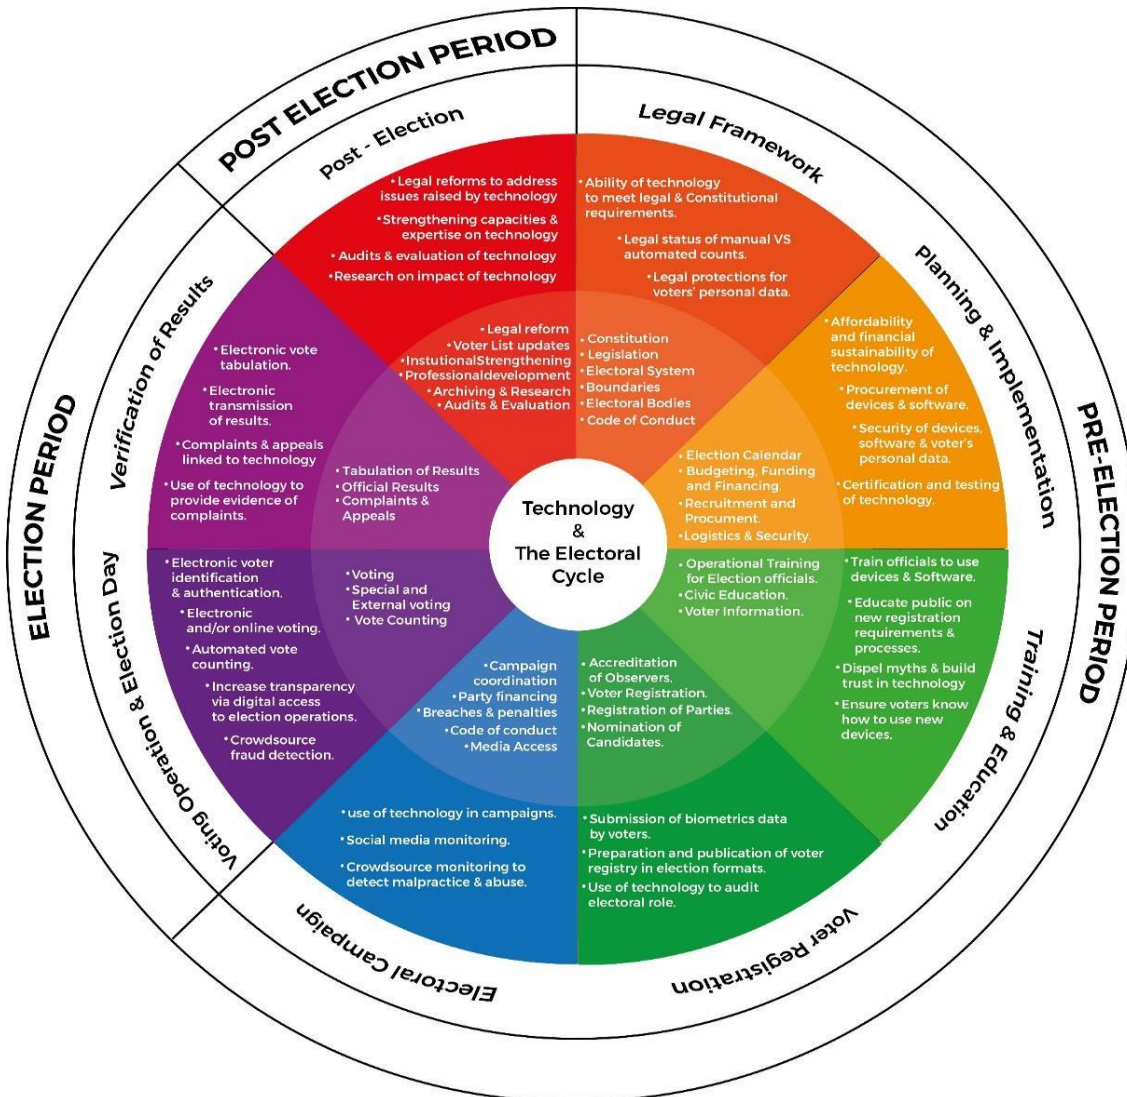 POST ELECTION PERIOD
PRE-ELECTION PERIOD
ELECTION PERIOD
Technology
&
The Electoral
Cycle
Legal Framework
• Ability of technology
to meet legal & Constitutional
requirements.
• Legal status of manual VS
automated counts.
• Legal protections for
voters' personal data.
• Constitution
• Legislation
• Electoral System
• Boundaries
• Electoral Bodies
• Code of Conduct
Planning & Implementation
• Affordability
and financial
sustainability of
technology.
• Procurement of
devices & software.
• Security of devices,
software & voter's
personal data.
• Certification and testing
of technology.
• Election Calendar
• Budgeting, Funding
and Financing.
• Recruitment and
Procument.
• Logistics & Security.
Training & Education
• Train officials to use
devices & Software.
• Educate public on
new registration
requirements &
processes.
• Dispel myths & build
trust in technology
• Ensure voters know
how to use new
devices.
• Operational Training
for Election officials.
• Civic Education.
• Voter Information.
Voter Registration
• Accreditation
of Observers.
• Voter Registration.
• Registration of Parties.
• Nomination of
Candidates.
• Submission of biometrics data
by voters.
• Preparation and publication of voter
registry in election formats.
• Use of technology to audit
electoral role.
Electoral Campaign
• Campaign
coordination
• Party financing
• Breaches & penalties
• Code of conduct
• Media Access
• use of technology in campaigns.
• Social media monitoring.
• Crowdsource monitoring to
detect malpractice & abuse.
Voting Operation & Election Day
• Electronic voter
identification
& authentication.
• Electronic
and/or online voting.
• Automated vote
counting.
• Increase transparency
via digital access
to election operations.
• Crowdsource
fraud detection.
• Voting
• Special and
External voting
• Vote Counting
Verification of Results
• Electronic vote
tabulation.
• Electronic
transmission
of results.
• Complaints & appeals
linked to technology
• Use of technology to
provide evidence of
complaints.
• Tabulation of Results
• Official Results
• Complaints &
Appeals
Post - Election
• Legal reforms to address
issues raised by technology
• Strengthening capacities &
expertise on technology
• Audits & evaluation of technology
• Research on impact of technology
• Legal reform
• Voter List updates
• InstutionalStrengthening
• Professionaldevelopment
• Archiving & Research
• Audits & Evaluation